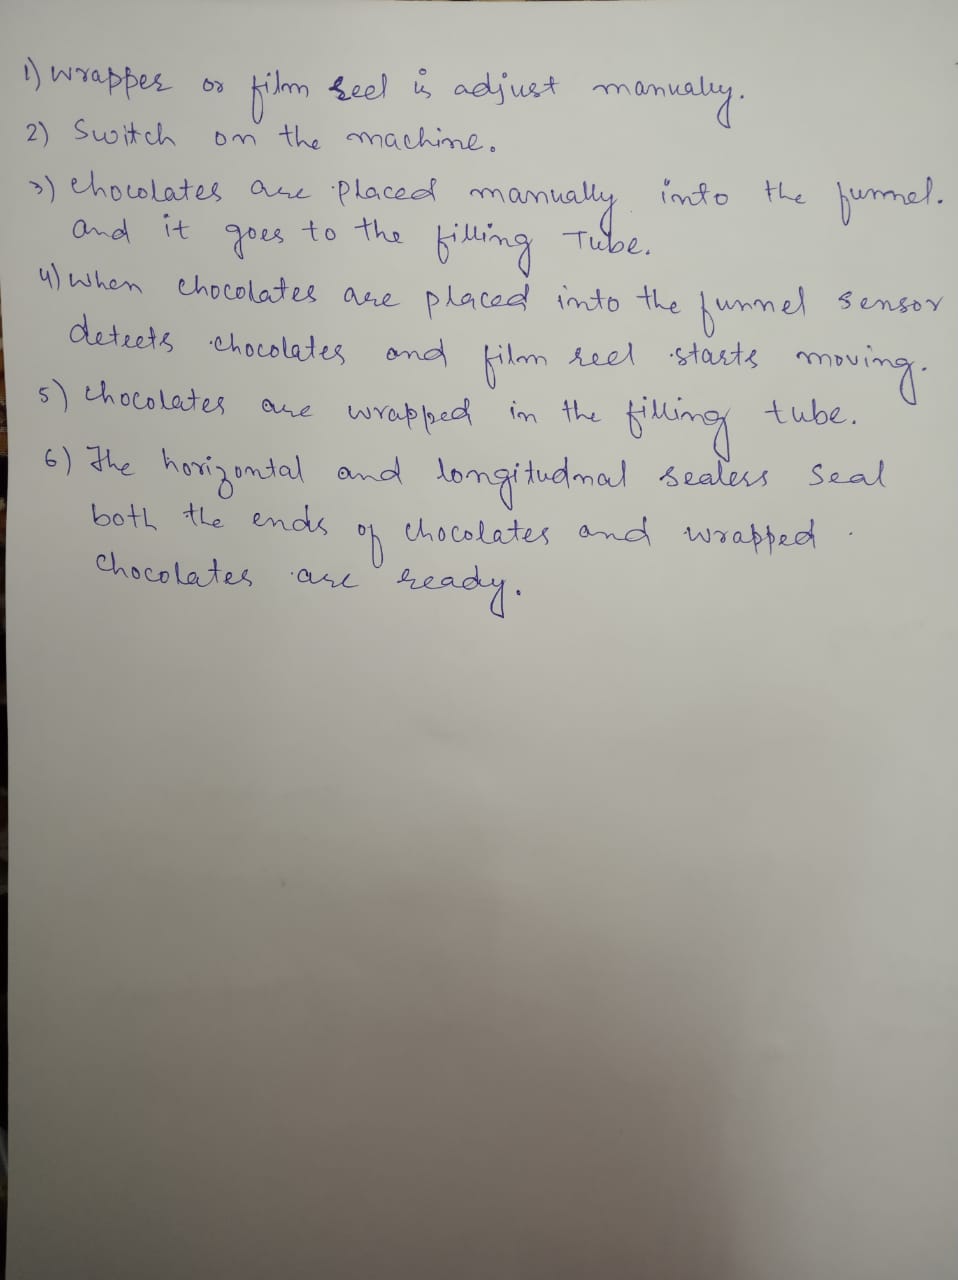 1) Wrapper or film reel is adjust manually.
2) Switch on the machine.
3) chocolates are placed manually into the funnel.
and it goes to the filling Tube.
4) When chocolates are placed into the funnel sensor
detects chocolates and film reel starts moving.
5) chocolates are wrapped in the filling tube.
6) The horizontal and longitudnal sealers seal
both the ends of chocolates and wrapped
chocolates are ready.